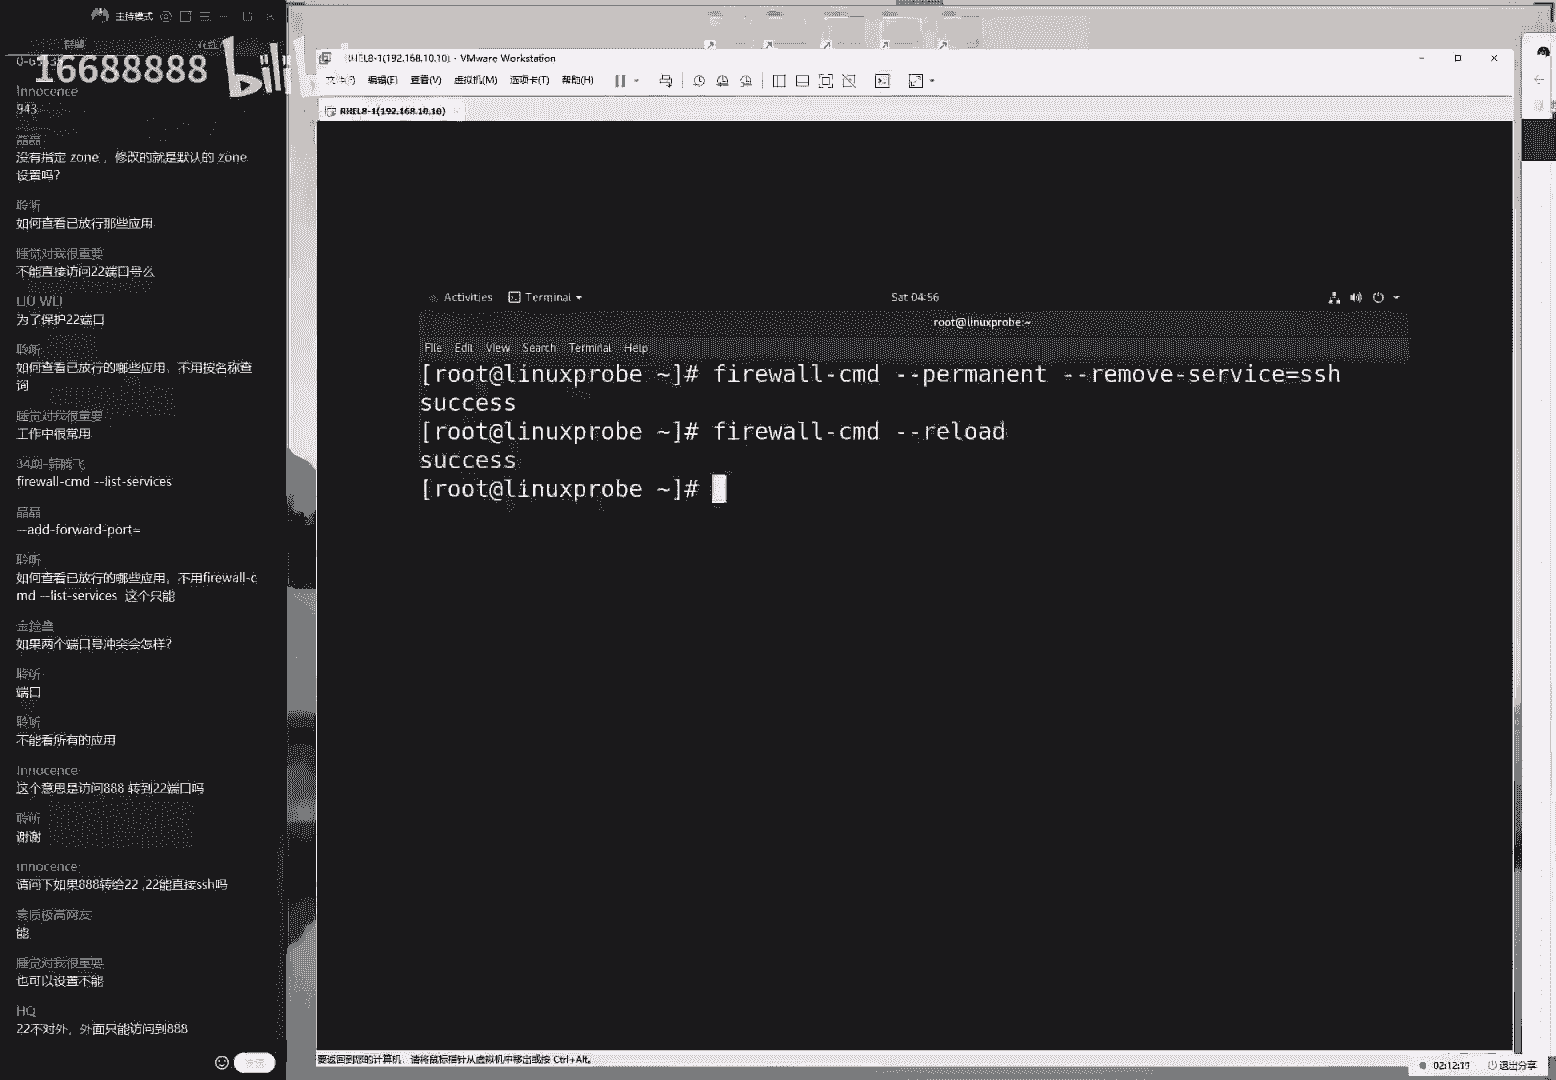 主持模式
16688888
Innocence
943
磊磊
没有指定 zone ，修改的就是默认的 zone
设置吗?
聆听
如何查看已放行那些应用
睡觉对我很重要
不能直接访问22端口号么
LIU WEI
为了保护22端口
聆听
如何查看已放行的哪些应用，不用按名称查
询
睡觉对我很重要
工作中很常用
34期-韩腾飞
firewall-cmd --list-services
磊磊
--add-forward-port=
聆听
如何查看已放行的哪些应用，不用firewall-c
md --list-services 这个只能
如果两个端口号冲突会怎样?
聆听
端口
聆听
不能看所有的应用
Innocence
这个意思是访问888 转到22端口吗
聆听
谢谢
Innocence
请问下如果888转给22 ,22能直接ssh吗
素质极高网友
能
睡觉对我很重要
也可以设置不能
HQ
22不对外，外面只能访问到888
RHEL8-1(192.168.10.10) - VMware Workstation
文件(F) 编辑(E) 查看(V) 虚拟机(M) 选项卡(T) 帮助(H)
RHEL8-1(192.168.10.10)
Activities Terminal Sat 04:56
root@linuxprobe:~
File Edit View Search Terminal Help
[root@linuxprobe ~]# firewall-cmd --permanent --remove-service=ssh
success
[root@linuxprobe ~]# firewall-cmd --reload
success
[root@linuxprobe ~]#
要返回到您的计算机，请将鼠标指针从虚拟机中移出或按 Ctrl+Alt。
02:12:19 退出分享